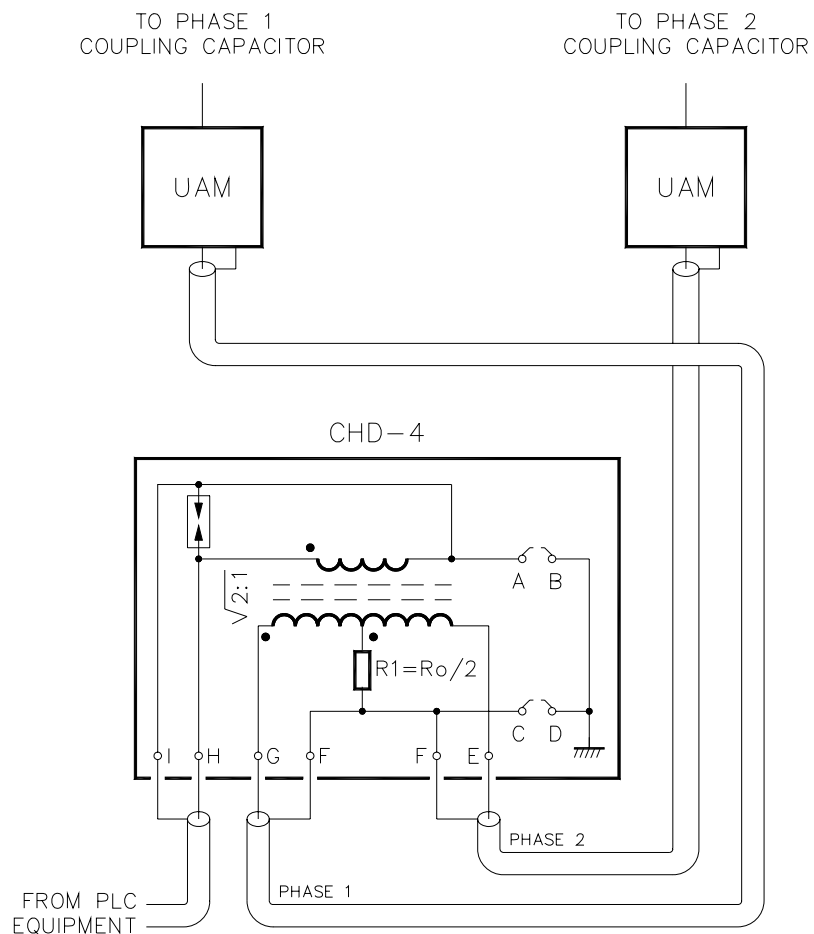 TO PHASE 1
COUPLING CAPACITOR
TO PHASE 2
COUPLING CAPACITOR
UAM
UAM
CHD-4
√2:1
A B
R1=Ro/2
C D
I H G F F E
PHASE 2
PHASE 1
FROM PLC
EQUIPMENT